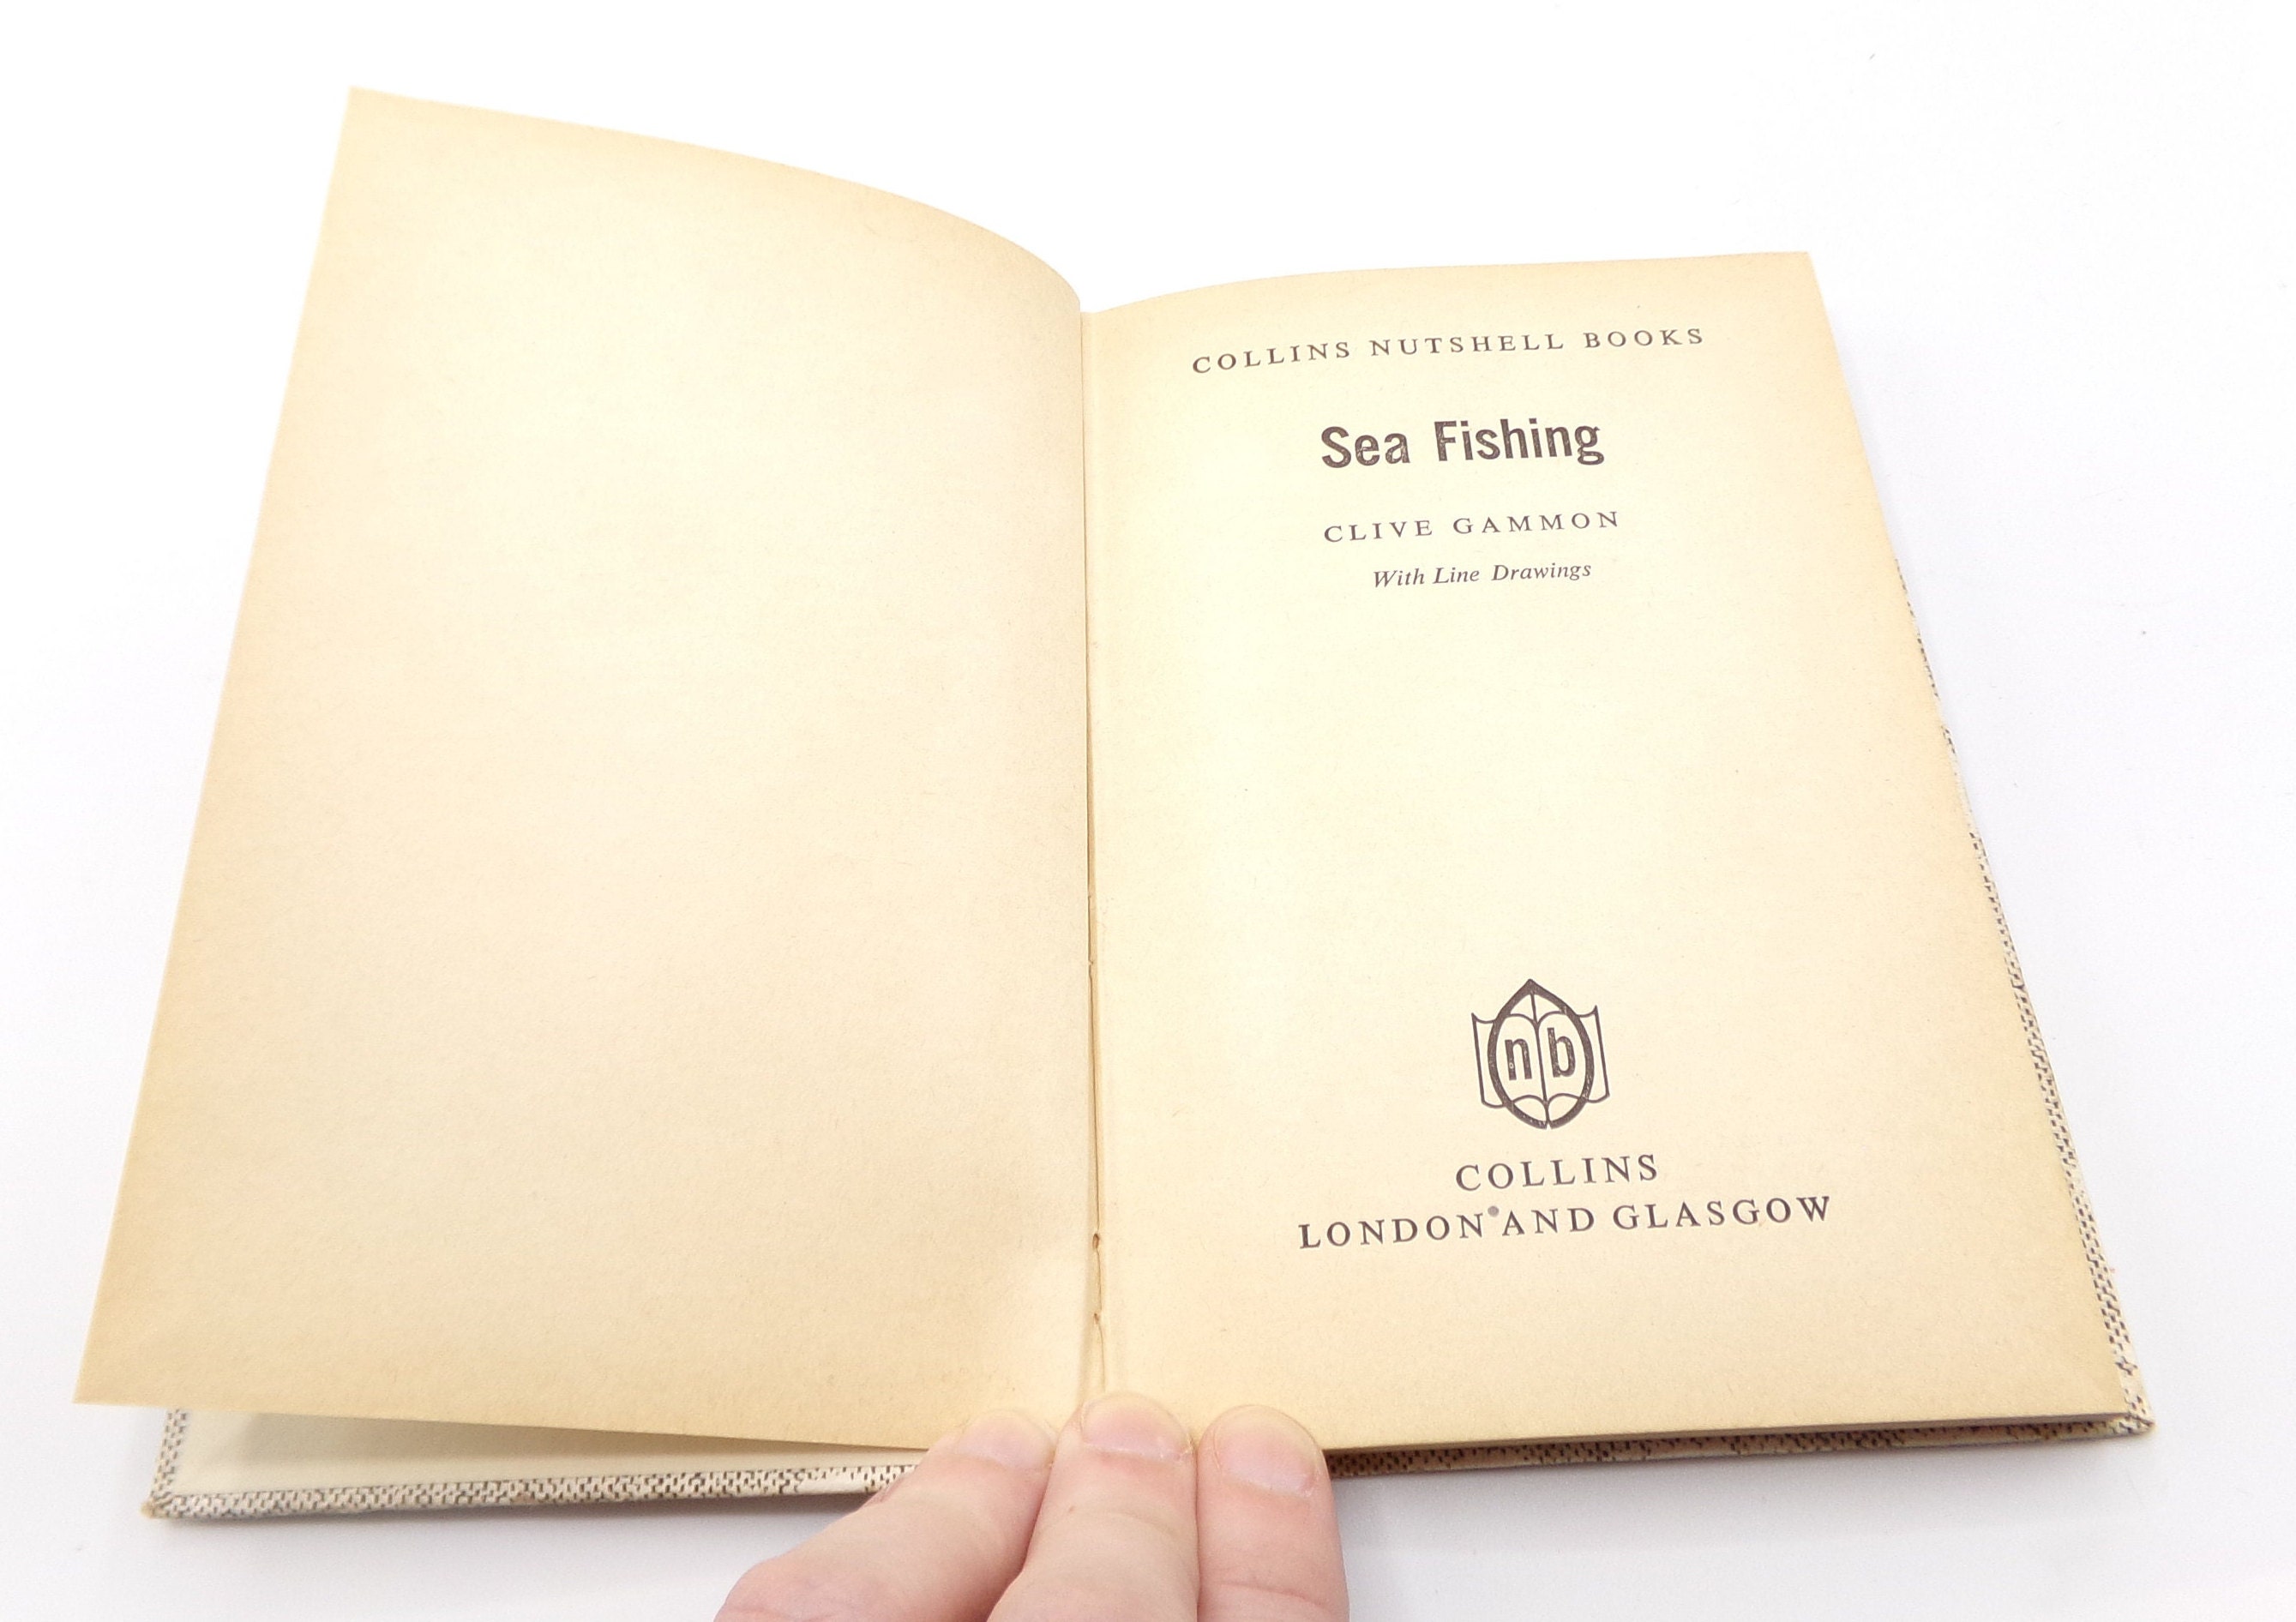 COLLINS NUTSHELL BOOKS
Sea Fishing
CLIVE GAMMON
With Line Drawings
nb
COLLINS
LONDON AND GLASGOW